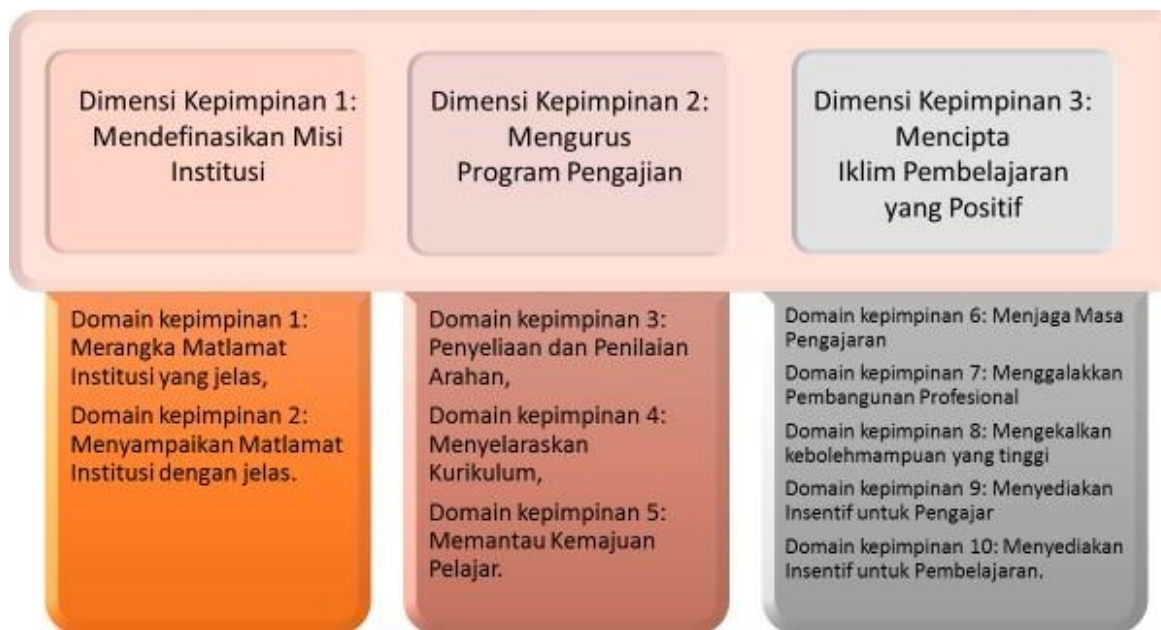 Dimensi Kepimpinan 1:
Mendefinasikan Misi
Institusi
Domain kepimpinan 1:
Merangka Matlamat
Institusi yang jelas,
Domain kepimpinan 2:
Menyampaikan Matlamat
Institusi dengan jelas.
Dimensi Kepimpinan 2:
Mengurus
Program Pengajian
Domain kepimpinan 3:
Penyeliaan dan Penilaian
Arahan,
Domain kepimpinan 4:
Menyelaraskan
Kurikulum,
Domain kepimpinan 5:
Memantau Kemajuan
Pelajar.
Dimensi Kepimpinan 3:
Mencipta
Iklim Pembelajaran
yang Positif
Domain kepimpinan 6: Menjaga Masa
Pengajaran
Domain kepimpinan 7: Menggalakkan
Pembangunan Profesional
Domain kepimpinan 8: Mengekalkan
kebolehmampuan yang tinggi
Domain kepimpinan 9: Menyediakan
Insentif untuk Pengajar
Domain kepimpinan 10: Menyediakan
Insentif untuk Pembelajaran.